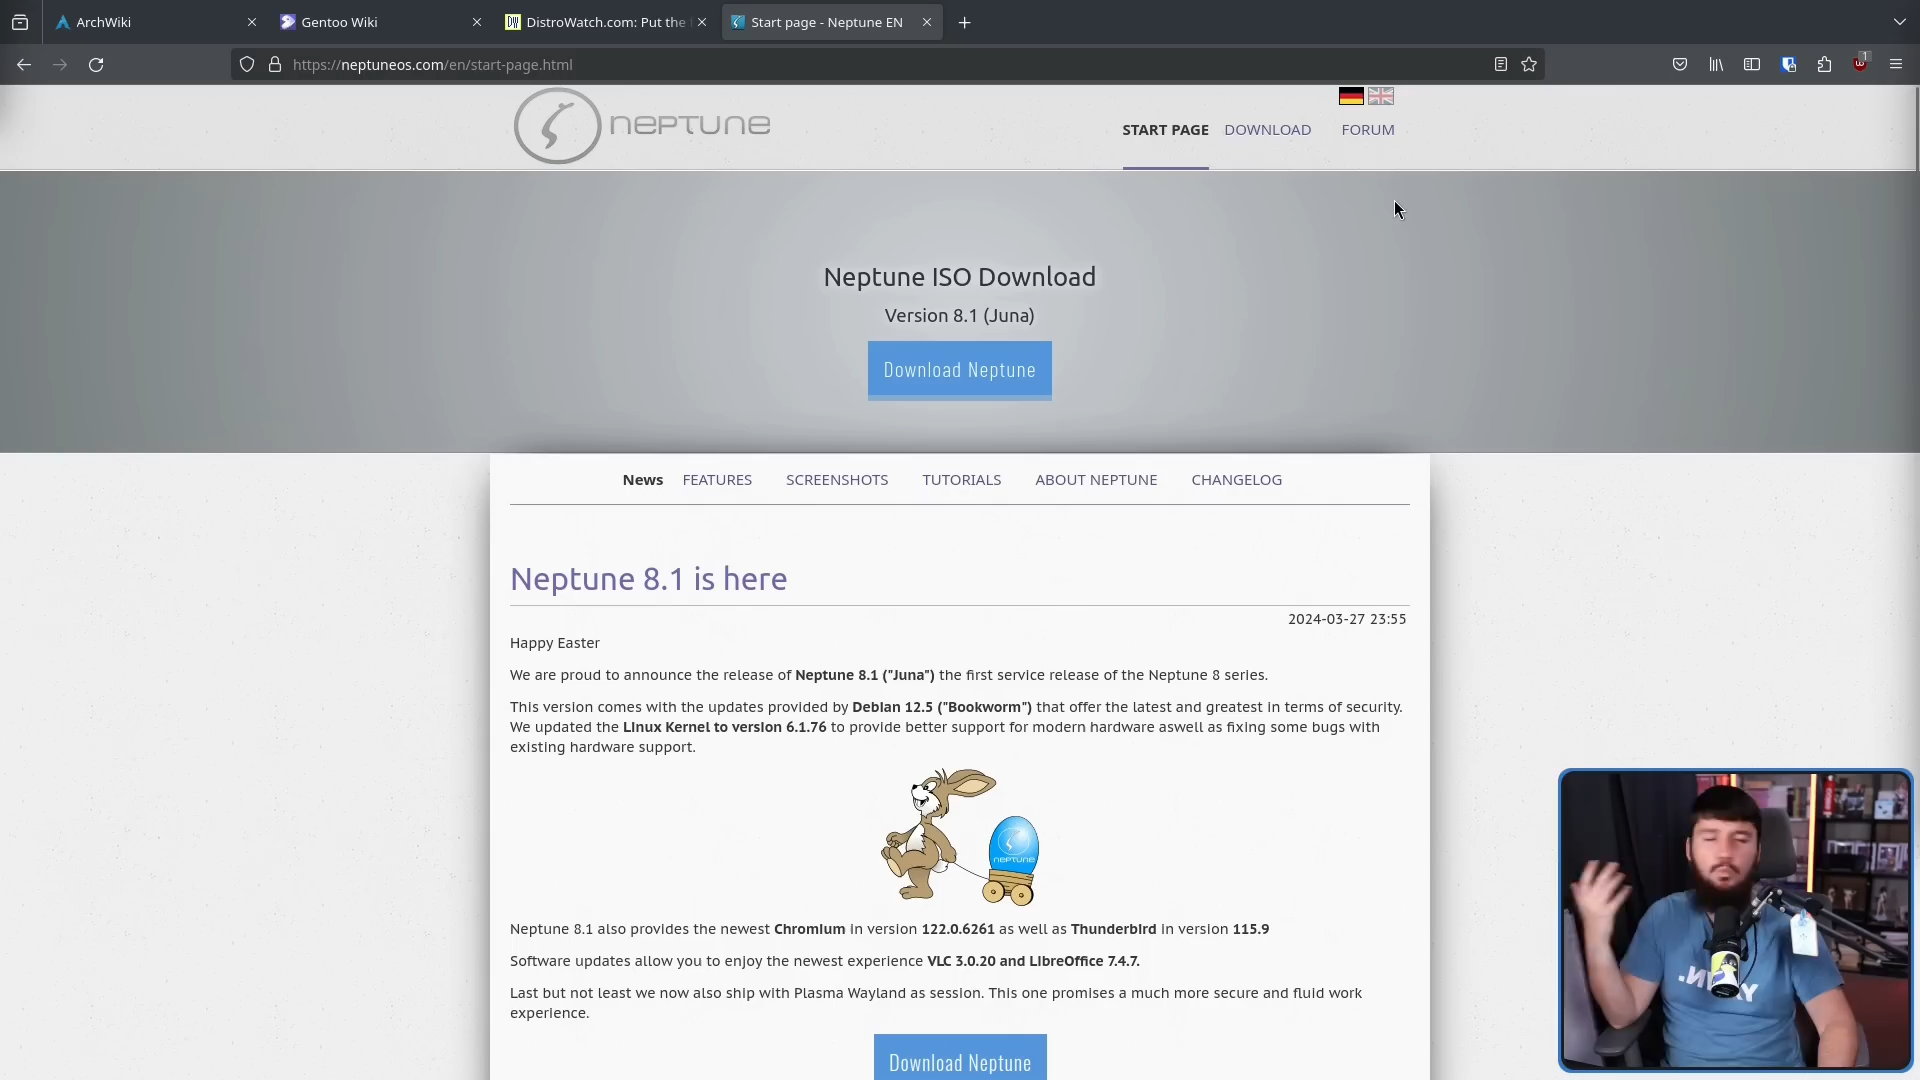 ArchWiki
Gentoo Wiki
DistroWatch.com: Put the
Start page - Neptune EN
https://neptuneos.com/en/start-page.html
1
NEPTUNE
START PAGE DOWNLOAD FORUM
Neptune ISO Download
Version 8.1 (Juna)
Download Neptune
News FEATURES SCREENSHOTS TUTORIALS ABOUT NEPTUNE CHANGELOG
Neptune 8.1 is here
2024-03-27 23:55
Happy Easter
We are proud to announce the release of Neptune 8.1 ("Juna") the first service release of the Neptune 8 series.
This version comes with the updates provided by Debian 12.5 ("Bookworm") that offer the latest and greatest in terms of security.
We updated the Linux Kernel to version 6.1.76 to provide better support for modern hardware aswell as fixing some bugs with
existing hardware support.
NEPTUNE
Neptune 8.1 also provides the newest Chromium in version 122.0.6261 as well as Thunderbird in version 115.9
Software updates allow you to enjoy the newest experience VLC 3.0.20 and LibreOffice 7.4.7.
Last but not least we now also ship with Plasma Wayland as session. This one promises a much more secure and fluid work
experience.
Download Neptune